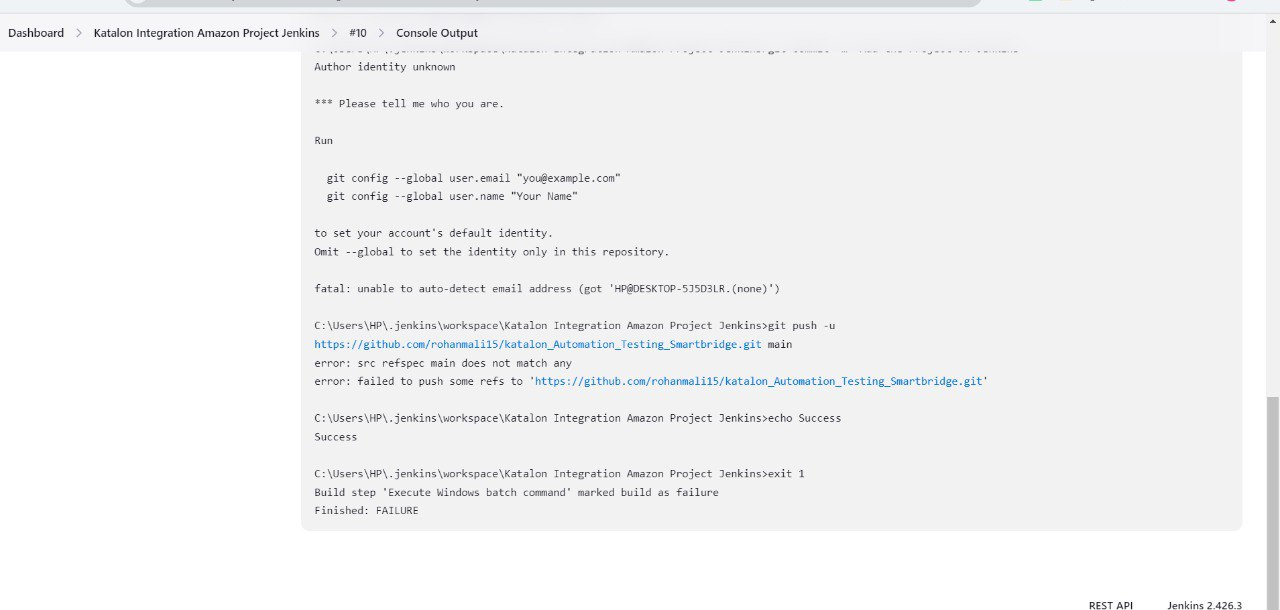 Dashboard > Katalon Integration Amazon Project Jenkins > #10 > Console Output
Author identity unknown
*** Please tell me who you are.
Run
git config --global user.email "you@example.com"
git config --global user.name "Your Name"
to set your account's default identity.
Omit --global to set the identity only in this repository.
fatal: unable to auto-detect email address (got 'HP@DESKTOP-5J5D3LR.(none)')
C:\Users\HP\.jenkins\workspace\Katalon Integration Amazon Project Jenkins>git push -u
https://github.com/rohanmali15/katalon_Automation_Testing_Smartbridge.git main
error: src refspec main does not match any
error: failed to push some refs to 'https://github.com/rohanmali15/katalon_Automation_Testing_Smartbridge.git'
C:\Users\HP\.jenkins\workspace\Katalon Integration Amazon Project Jenkins>echo Success
Success
C:\Users\HP\.jenkins\workspace\Katalon Integration Amazon Project Jenkins>exit 1
Build step 'Execute Windows batch command' marked build as failure
Finished: FAILURE
REST API Jenkins 2.426.3